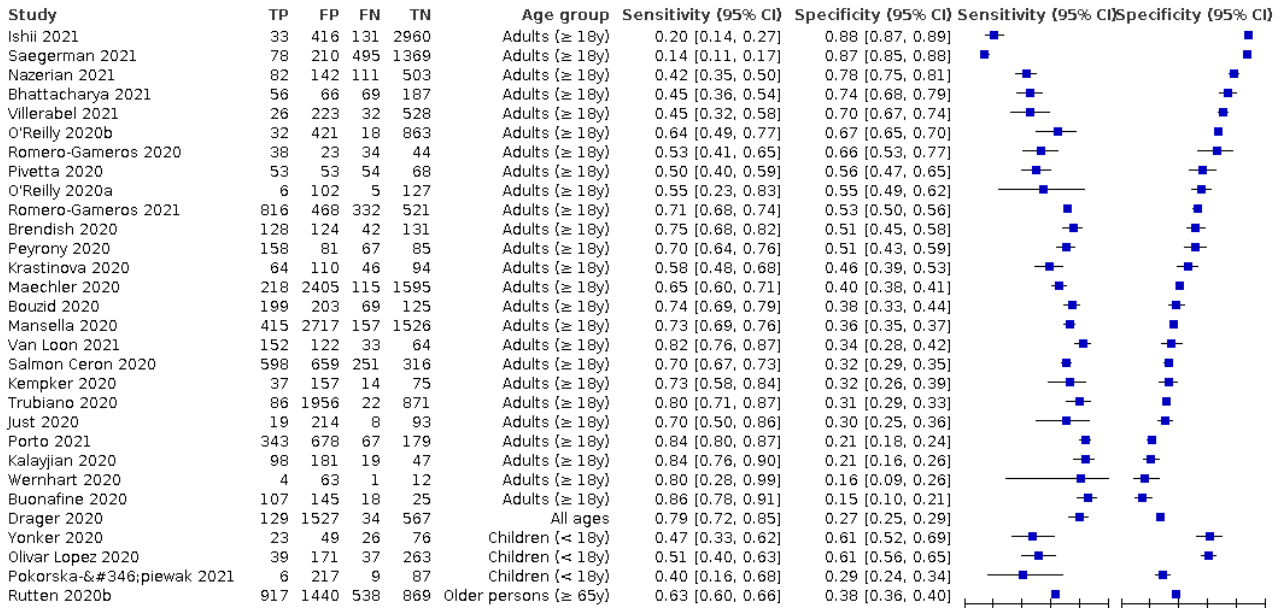 Study TP FP FN TN Age group Sensitivity (95% CI) Specificity (95% CI) Sensitivity (95% CI) Specificity (95% CI)
Ishii 2021 33 416 131 2960 Adults (≥ 18y) 0.20 [0.14, 0.27] 0.88 [0.87, 0.89]
Saegerman 2021 78 210 495 1369 Adults (≥ 18y) 0.14 [0.11, 0.17] 0.87 [0.85, 0.88]
Nazerian 2021 82 142 111 503 Adults (≥ 18y) 0.42 [0.35, 0.50] 0.78 [0.75, 0.81]
Bhattacharya 2021 56 66 69 187 Adults (≥ 18y) 0.45 [0.36, 0.54] 0.74 [0.68, 0.79]
Villerabel 2021 26 223 32 528 Adults (≥ 18y) 0.45 [0.32, 0.58] 0.70 [0.67, 0.74]
O'Reilly 2020b 32 421 18 863 Adults (≥ 18y) 0.64 [0.49, 0.77] 0.67 [0.65, 0.70]
Romero-Gameros 2020 38 23 34 44 Adults (≥ 18y) 0.53 [0.41, 0.65] 0.66 [0.53, 0.77]
Pivetta 2020 53 53 54 68 Adults (≥ 18y) 0.50 [0.40, 0.59] 0.56 [0.47, 0.65]
O'Reilly 2020a 6 102 5 127 Adults (≥ 18y) 0.55 [0.23, 0.83] 0.55 [0.49, 0.62]
Romero-Gameros 2021 816 468 332 521 Adults (≥ 18y) 0.71 [0.68, 0.74] 0.53 [0.50, 0.56]
Brendish 2020 128 124 42 131 Adults (≥ 18y) 0.75 [0.68, 0.82] 0.51 [0.45, 0.58]
Peyrony 2020 158 81 67 85 Adults (≥ 18y) 0.70 [0.64, 0.76] 0.51 [0.43, 0.59]
Krastinova 2020 64 110 46 94 Adults (≥ 18y) 0.58 [0.48, 0.68] 0.46 [0.39, 0.53]
Maechler 2020 218 2405 115 1595 Adults (≥ 18y) 0.65 [0.60, 0.71] 0.40 [0.38, 0.41]
Bouzid 2020 199 203 69 125 Adults (≥ 18y) 0.74 [0.69, 0.79] 0.38 [0.33, 0.44]
Mansella 2020 415 2717 157 1526 Adults (≥ 18y) 0.73 [0.69, 0.76] 0.36 [0.35, 0.37]
Van Loon 2021 152 122 33 64 Adults (≥ 18y) 0.82 [0.76, 0.87] 0.34 [0.28, 0.42]
Salmon Ceron 2020 598 659 251 316 Adults (≥ 18y) 0.70 [0.67, 0.73] 0.32 [0.29, 0.35]
Kempker 2020 37 157 14 75 Adults (≥ 18y) 0.73 [0.58, 0.84] 0.32 [0.26, 0.39]
Trubiano 2020 86 1956 22 871 Adults (≥ 18y) 0.80 [0.71, 0.87] 0.31 [0.29, 0.33]
Just 2020 19 214 8 93 Adults (≥ 18y) 0.70 [0.50, 0.86] 0.30 [0.25, 0.36]
Porto 2021 343 678 67 179 Adults (≥ 18y) 0.84 [0.80, 0.87] 0.21 [0.18, 0.24]
Kalayjian 2020 98 181 19 47 Adults (≥ 18y) 0.84 [0.76, 0.90] 0.21 [0.16, 0.26]
Wernhart 2020 4 63 1 12 Adults (≥ 18y) 0.80 [0.28, 0.99] 0.16 [0.09, 0.26]
Buonafine 2020 107 145 18 25 Adults (≥ 18y) 0.86 [0.78, 0.91] 0.15 [0.10, 0.21]
Drager 2020 129 1527 34 567 All ages 0.79 [0.72, 0.85] 0.27 [0.25, 0.29]
Yonker 2020 23 49 26 76 Children (< 18y) 0.47 [0.33, 0.62] 0.61 [0.52, 0.69]
Olivar Lopez 2020 39 171 37 263 Children (< 18y) 0.51 [0.40, 0.63] 0.61 [0.56, 0.65]
Pokorska-&#346;piewak 2021 6 217 9 87 Children (< 18y) 0.40 [0.16, 0.68] 0.29 [0.24, 0.34]
Rutten 2020b 917 1440 538 869 Older persons (≥ 65y) 0.63 [0.60, 0.66] 0.38 [0.36, 0.40]